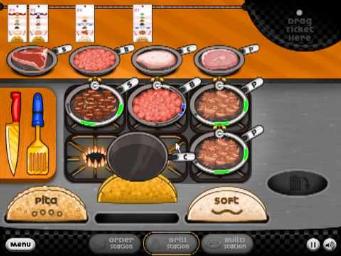 Drag
Ticket
Here
Pita
Soft
menu
order
station
Grill
station
Build
station